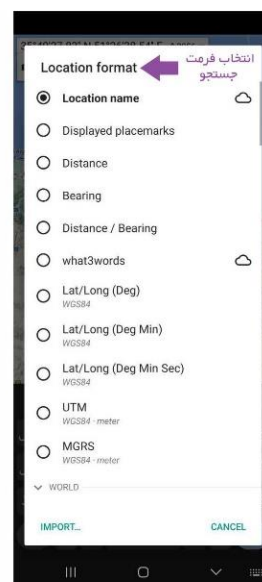 Location format
انتخاب فرمت
جستجو
Location name
Displayed placemarks
Distance
Bearing
Distance / Bearing
what3words
Lat/Long (Deg)
WGS84
Lat/Long (Deg Min)
WGS84
Lat/Long (Deg Min Sec)
WGS84
UTM
WGS84 - meter
MGRS
WGS84 - meter
WORLD
IMPORT...
CANCEL